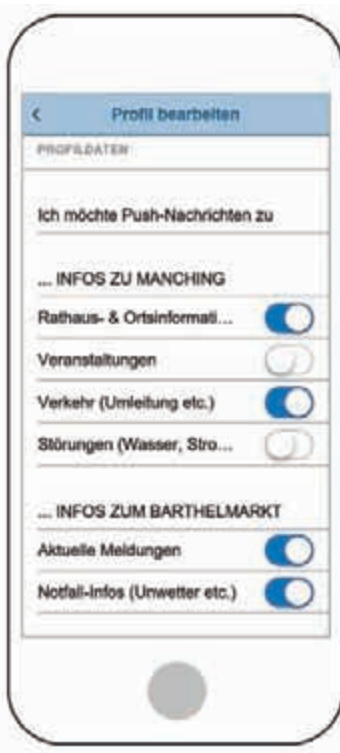 Profil bearbeiten
PROFILDATEN
Ich möchte Push-Nachrichten zu
... INFOS ZU MANCHING
Rathaus- & Ortsinformati...
Veranstaltungen
Verkehr (Umleitung etc.)
Störungen (Wasser, Stro...
... INFOS ZUM BARTHELMARKT
Aktuelle Meldungen
Notfall-Infos (Unwetter etc.)